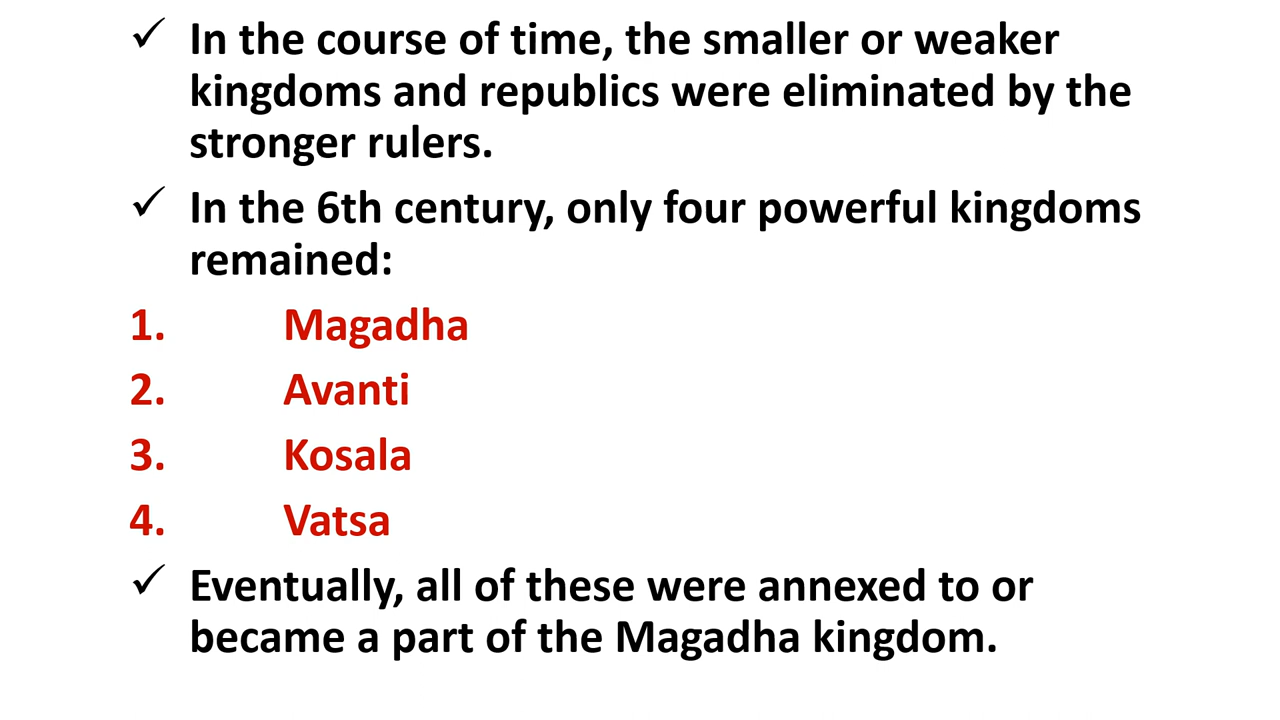 ✓ In the course of time, the smaller or weaker
kingdoms and republics were eliminated by the
stronger rulers.
✓ In the 6th century, only four powerful kingdoms
remained:
1. Magadha
2. Avanti
3. Kosala
4. Vatsa
✓ Eventually, all of these were annexed to or
became a part of the Magadha kingdom.